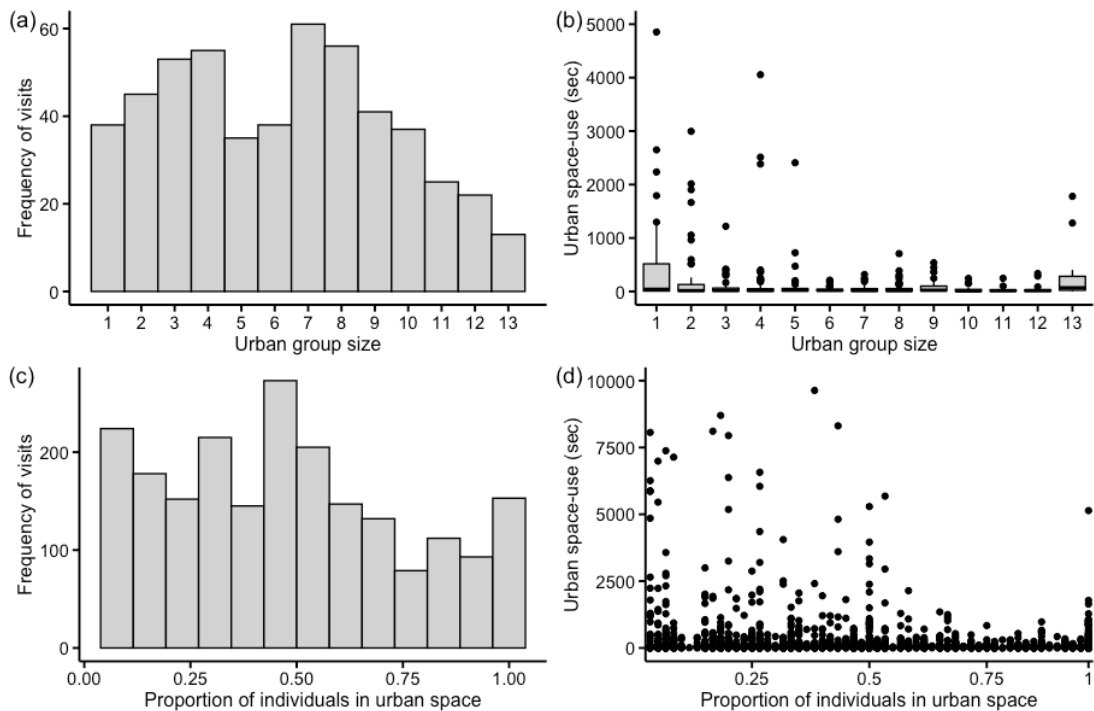 (a)
Frequency of visits
60
40
20
0
1 2 3 4 5 6 7 8 9 10 11 12 13
Urban group size
(b)
Urban space-use (sec)
5000
4000
3000
2000
1000
0
1 2 3 4 5 6 7 8 9 10 11 12 13
Urban group size
(c)
Frequency of visits
200
100
0
0.00 0.25 0.50 0.75 1.00
Proportion of individuals in urban space
(d)
Urban space-use (sec)
10000
7500
5000
2500
0
0.25 0.5 0.75 1
Proportion of individuals in urban space